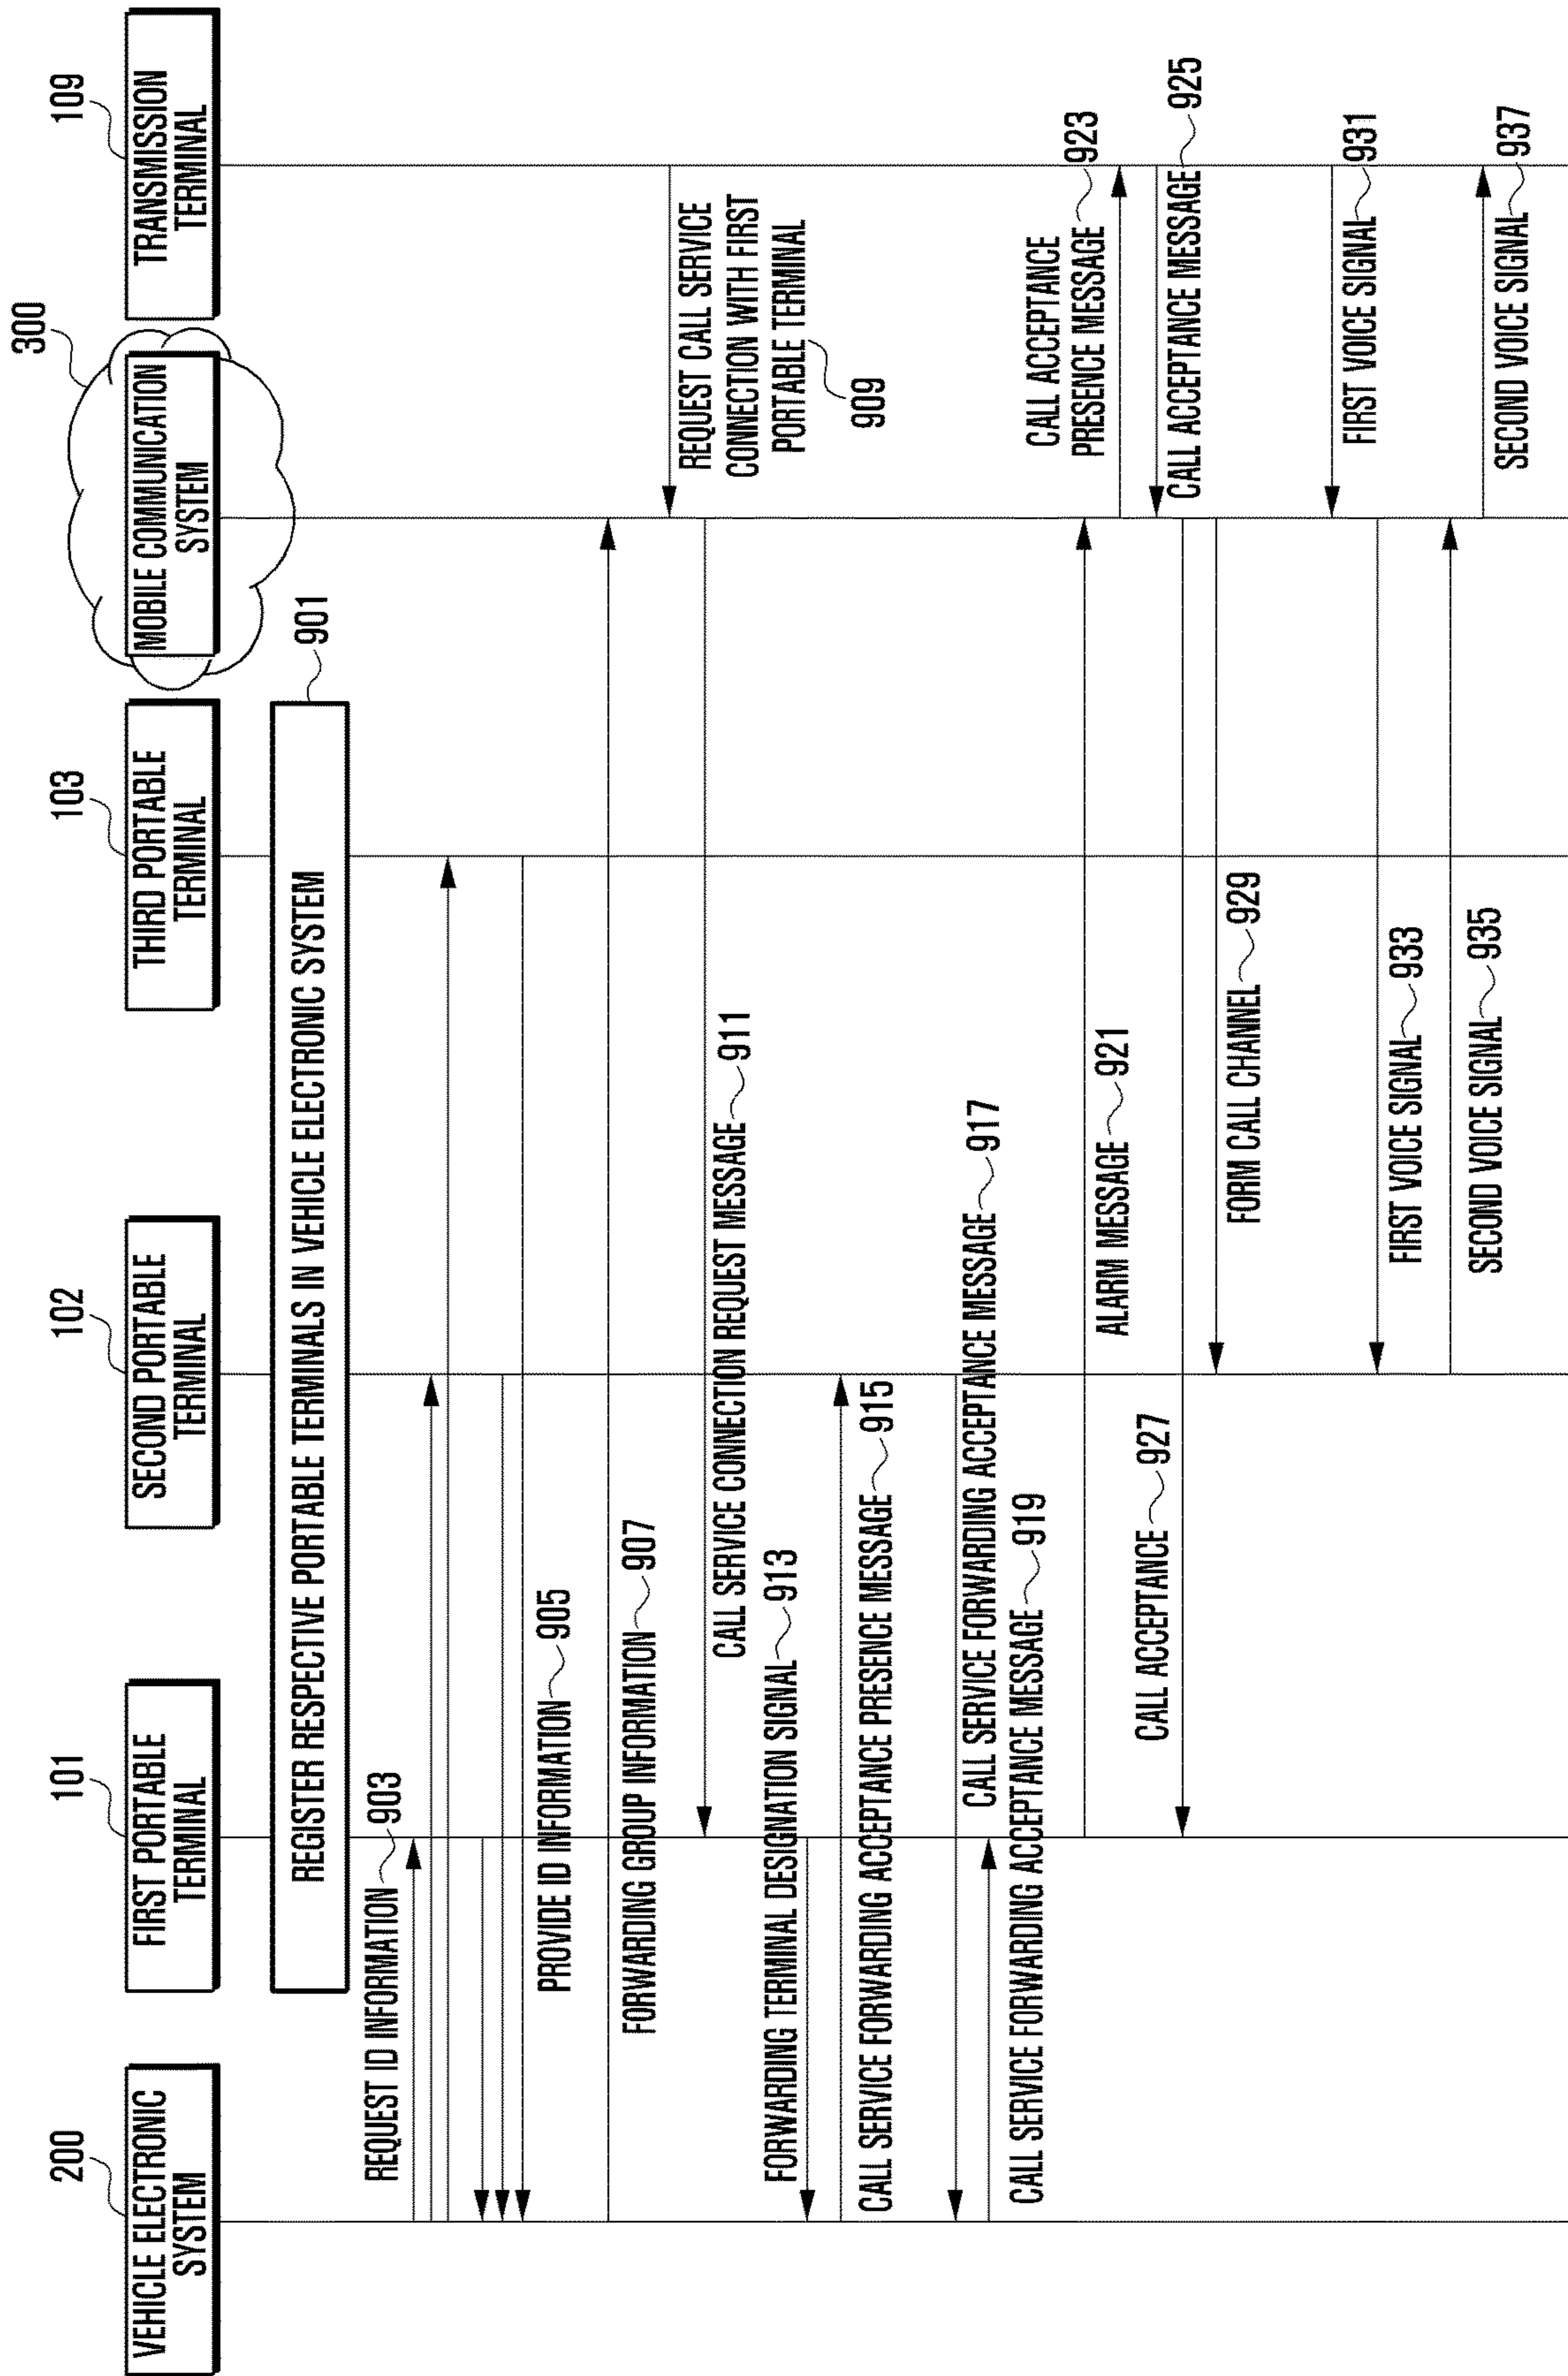 200
VEHICLE ELECTRONIC
SYSTEM
101
FIRST PORTABLE
TERMINAL
102
SECOND PORTABLE
TERMINAL
103
THIRD PORTABLE
TERMINAL
300
MOBILE COMMUNICATION
SYSTEM
109
TRANSMISSION
TERMINAL
REGISTER RESPECTIVE PORTABLE TERMINALS IN VEHICLE ELECTRONIC SYSTEM
901
REQUEST ID INFORMATION 903
PROVIDE ID INFORMATION 905
FORWARDING GROUP INFORMATION 907
REQUEST CALL SERVICE
CONNECTION WITH FIRST
PORTABLE TERMINAL
909
CALL SERVICE CONNECTION REQUEST MESSAGE 911
FORWARDING TERMINAL DESIGNATION SIGNAL 913
CALL SERVICE FORWARDING ACCEPTANCE PRESENCE MESSAGE 915
CALL SERVICE FORWARDING ACCEPTANCE MESSAGE 917
CALL SERVICE FORWARDING ACCEPTANCE MESSAGE 919
ALARM MESSAGE 921
CALL ACCEPTANCE
PRESENCE MESSAGE 923
CALL ACCEPTANCE MESSAGE 925
CALL ACCEPTANCE 927
FORM CALL CHANNEL 929
FIRST VOICE SIGNAL 931
FIRST VOICE SIGNAL 933
SECOND VOICE SIGNAL 935
SECOND VOICE SIGNAL 937